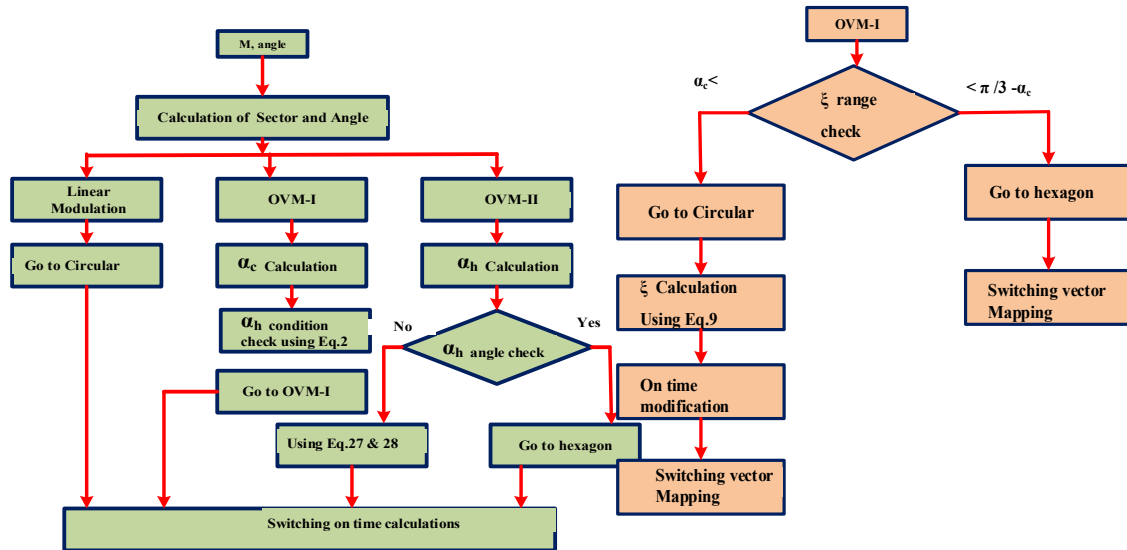 M, angle
Calculation of Sector and Angle
Linear
Modulation
OVM-I
OVM-II
Go to Circular
αc Calculation
αh Calculation
αh condition
check using Eq.2
No
Yes
αh angle check
Go to OVM-I
Using Eq.27 & 28
Go to hexagon
Switching on time calculations
OVM-I
αc<
< π /3 -αc
ξ range
check
Go to Circular
Go to hexagon
ξ Calculation
Using Eq.9
Switching vector
Mapping
On time
modification
Switching vector
Mapping